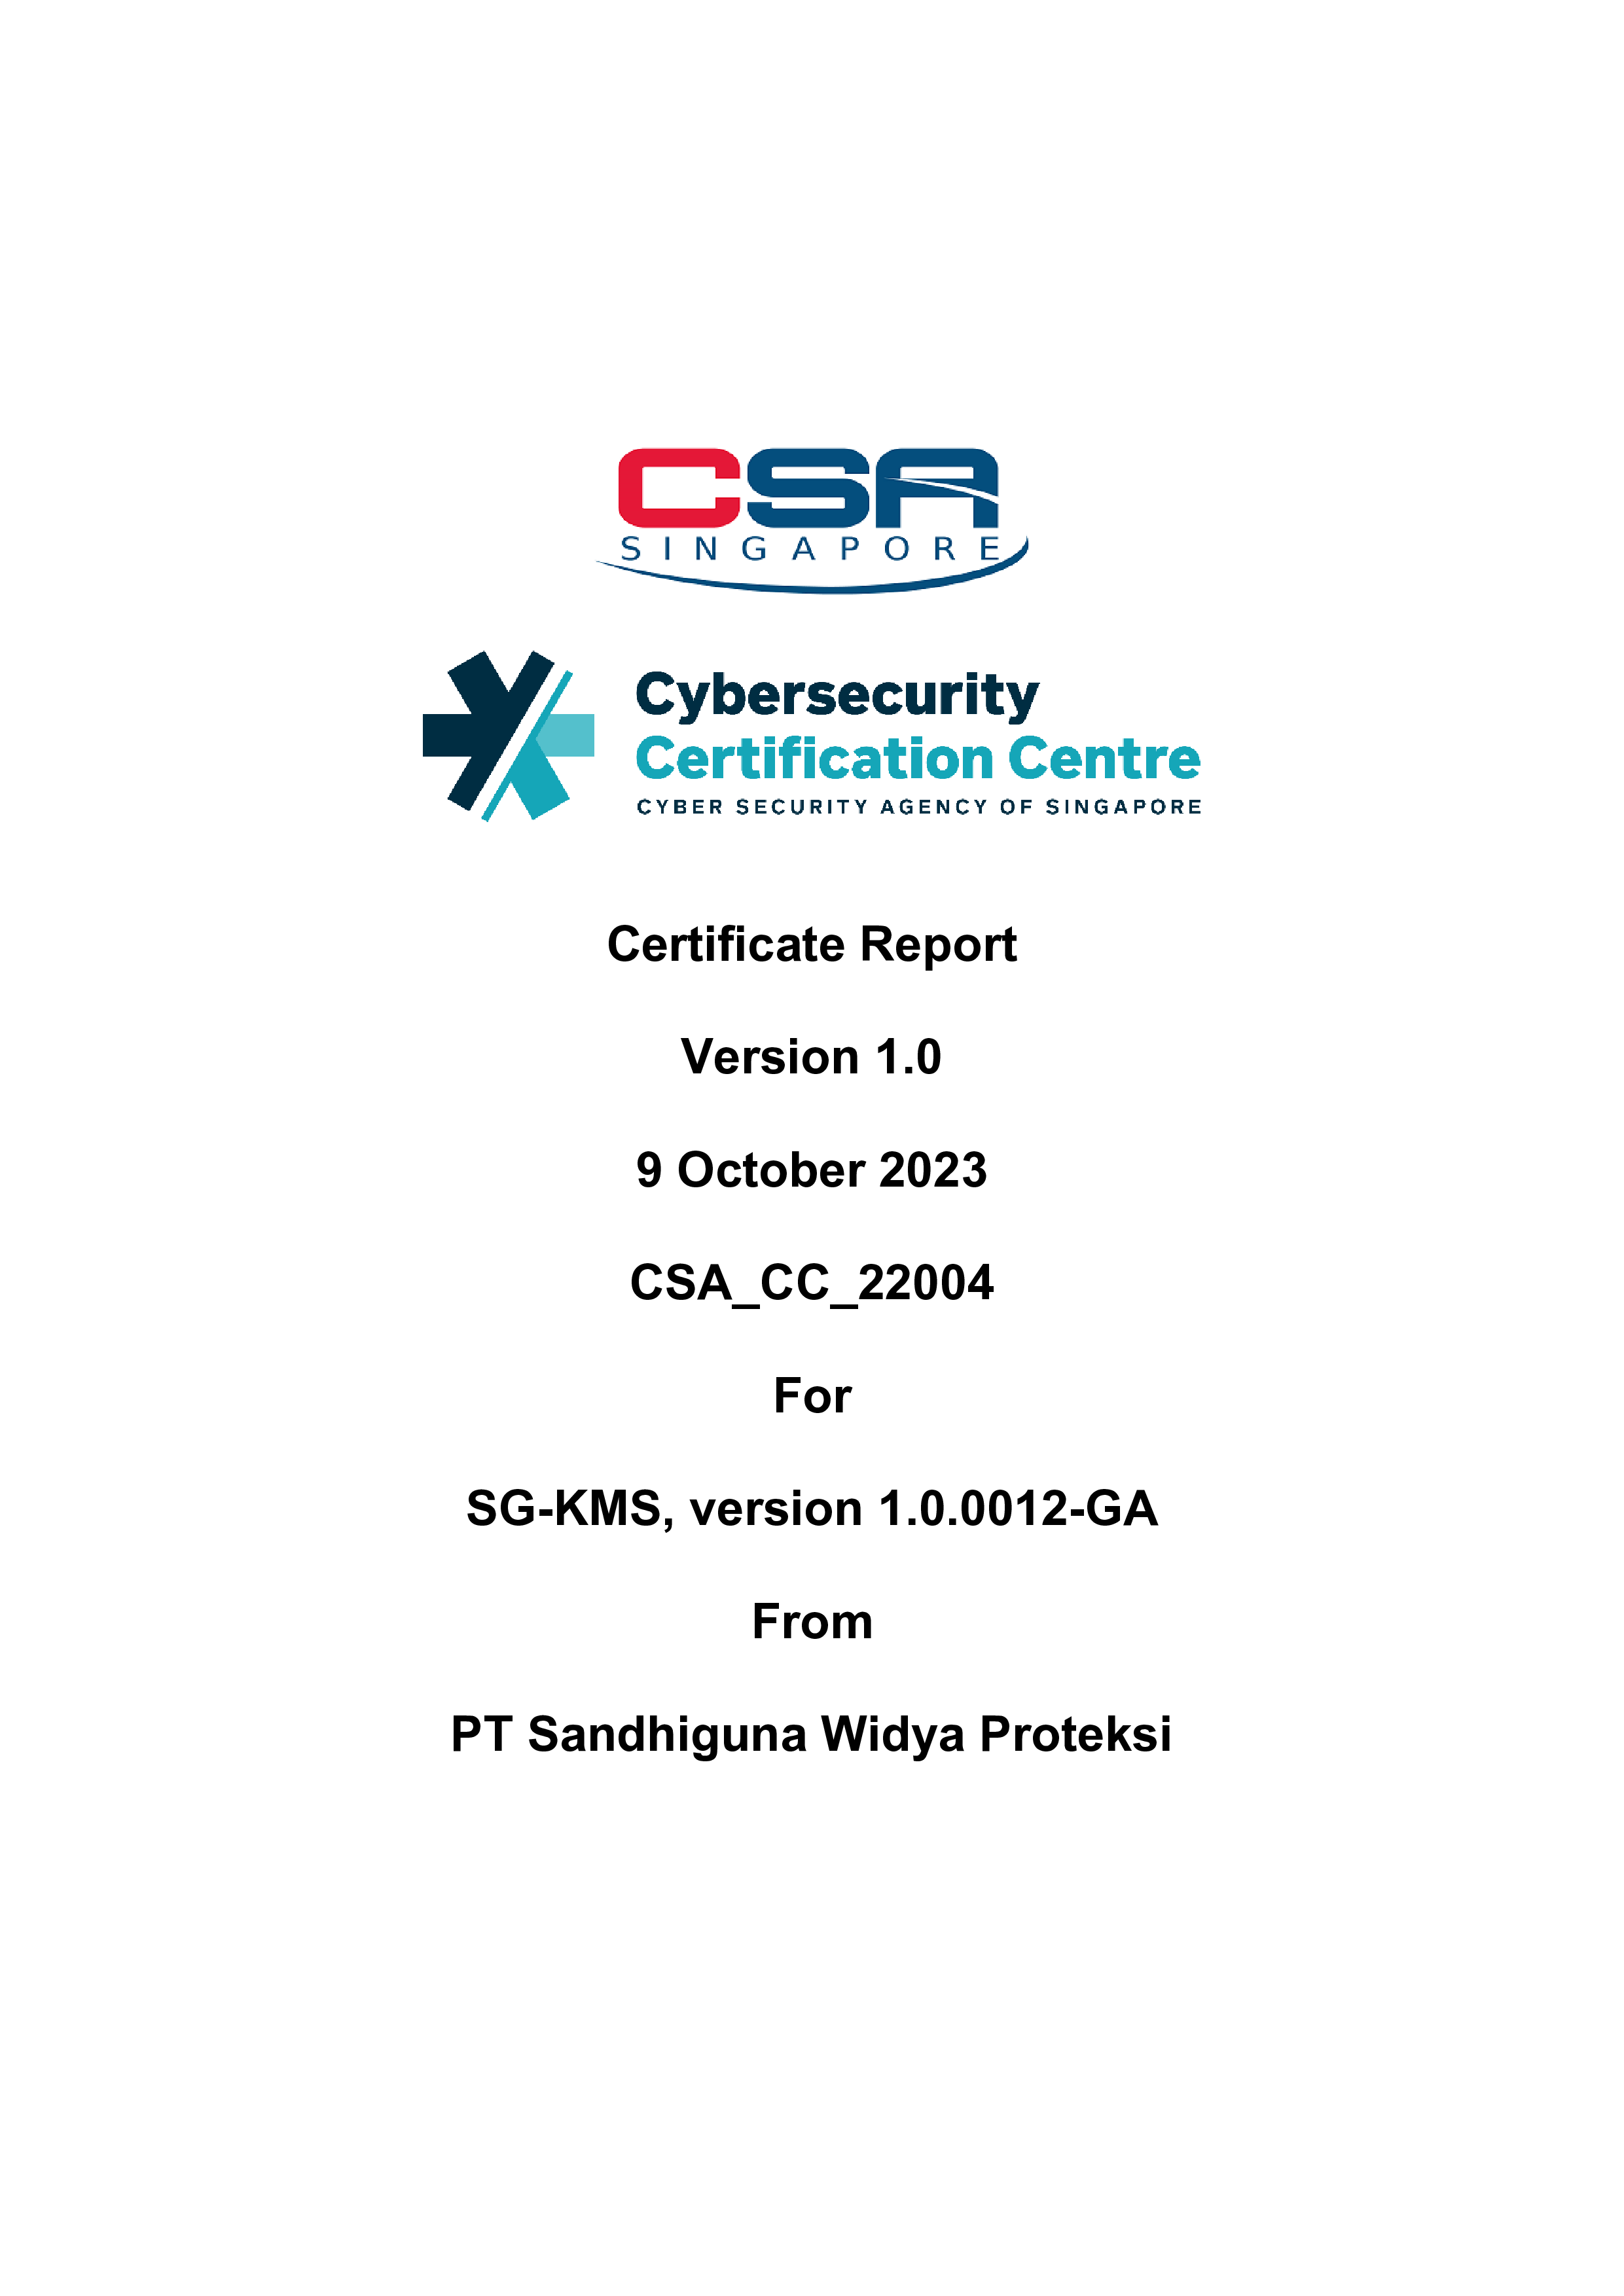 CSA
SINGAPORE
Cybersecurity
Certification Centre
CYBER SECURITY AGENCY OF SINGAPORE
Certificate Report
Version 1.0
9 October 2023
CSA_CC_22004
For
SG-KMS, version 1.0.0012-GA
From
PT Sandhiguna Widya Proteksi